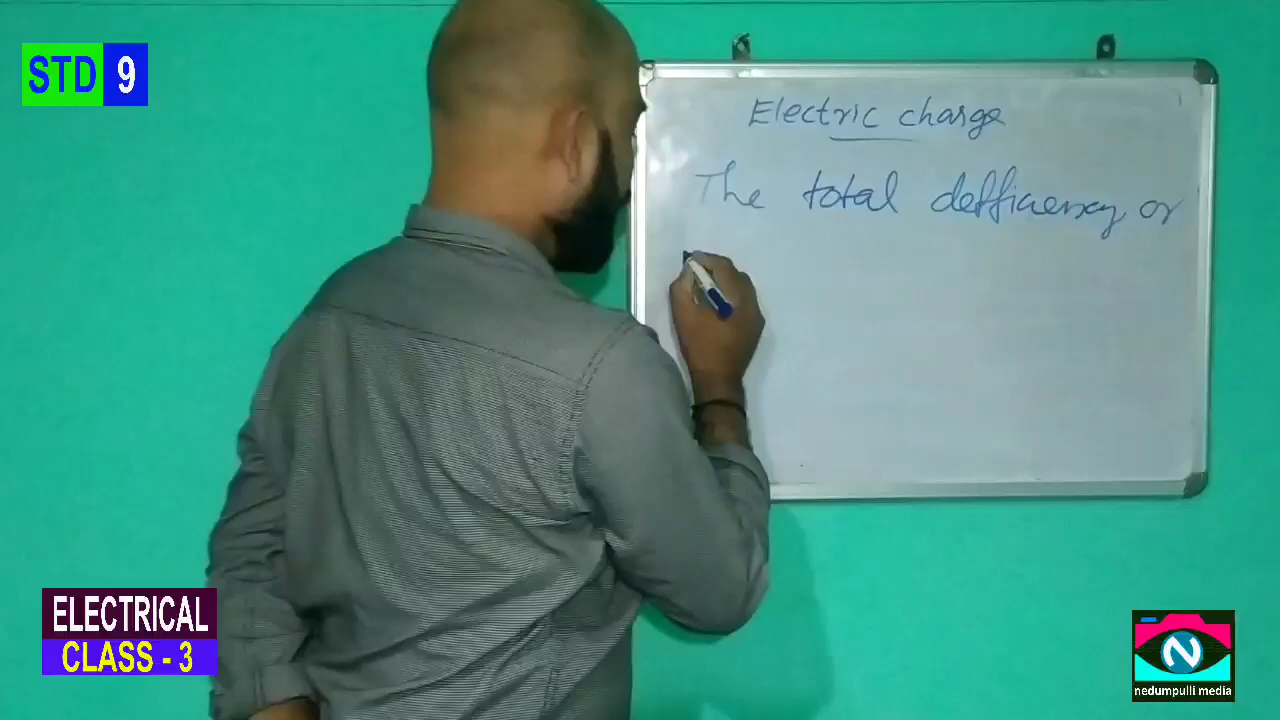 STD 9
Electric charge
The total defficiency or
ELECTRICAL
CLASS - 3
N
nedumpulli media